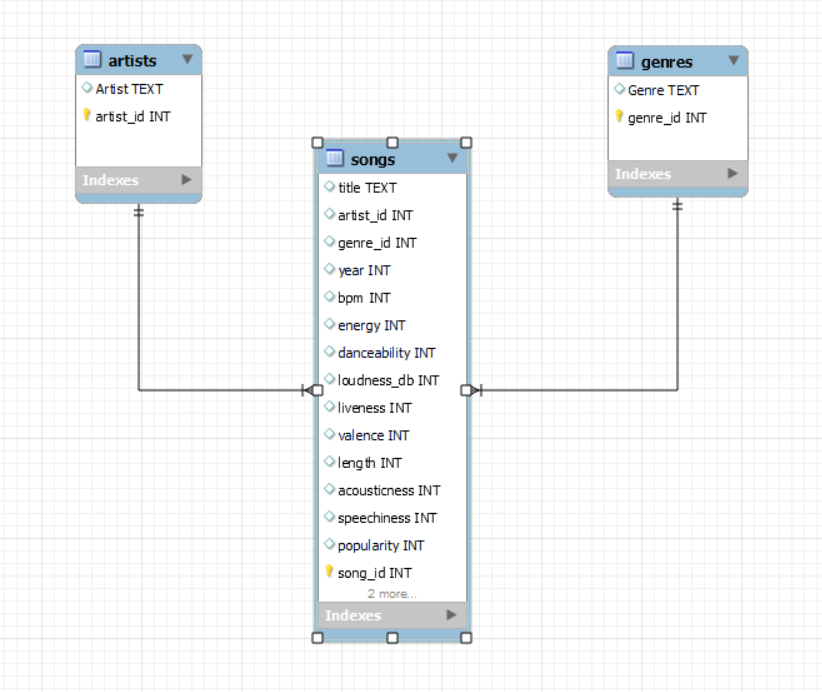 artists
Artist TEXT
artist_id INT
Indexes
genres
Genre TEXT
genre_id INT
Indexes
songs
title TEXT
artist_id INT
genre_id INT
year INT
bpm INT
energy INT
danceability INT
loudness_db INT
liveness INT
valence INT
length INT
acousticness INT
speechiness INT
popularity INT
song_id INT
2 more...
Indexes